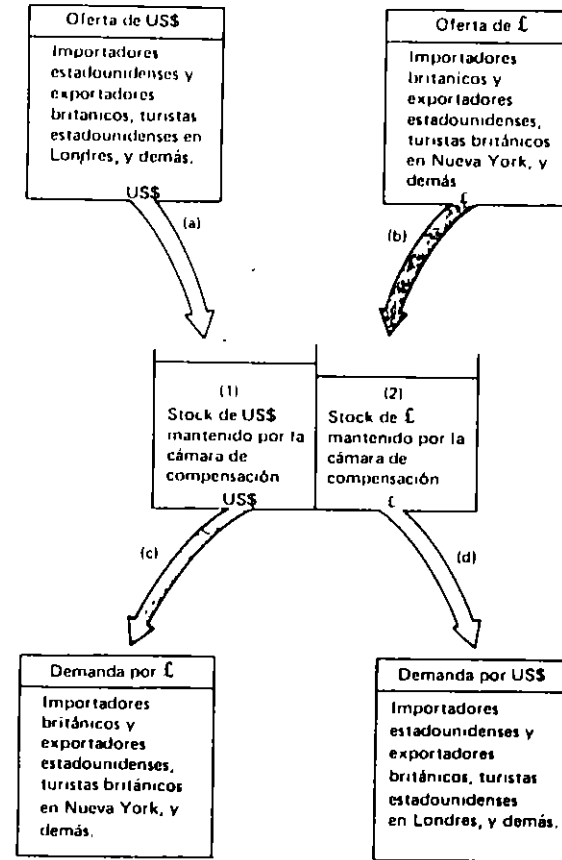 Oferta de US$
Importadores
estadounidenses y
exportadores
britanicos, turistas
estadounidenses en
Londres, y demás.
US$
(a)
Oferta de £
Importadores
britanicos y
exportadores
estadounidenses,
turistas británicos
en Nueva York, y
demás
£
(b)
(1)
Stock de US$
mantenido por la
cámara de
compensación
US$
(2)
Stock de £
mantenido por la
cámara de
compensación
£
(c)
(d)
Demanda por £
Importadores
británicos y
exportadores
estadounidenses,
turistas británicos
en Nueva York, y
demás.
Demanda por US$
Importadores
estadounidenses y
exportadores
británicos, turistas
estadounidenses
en Londres, y demás.